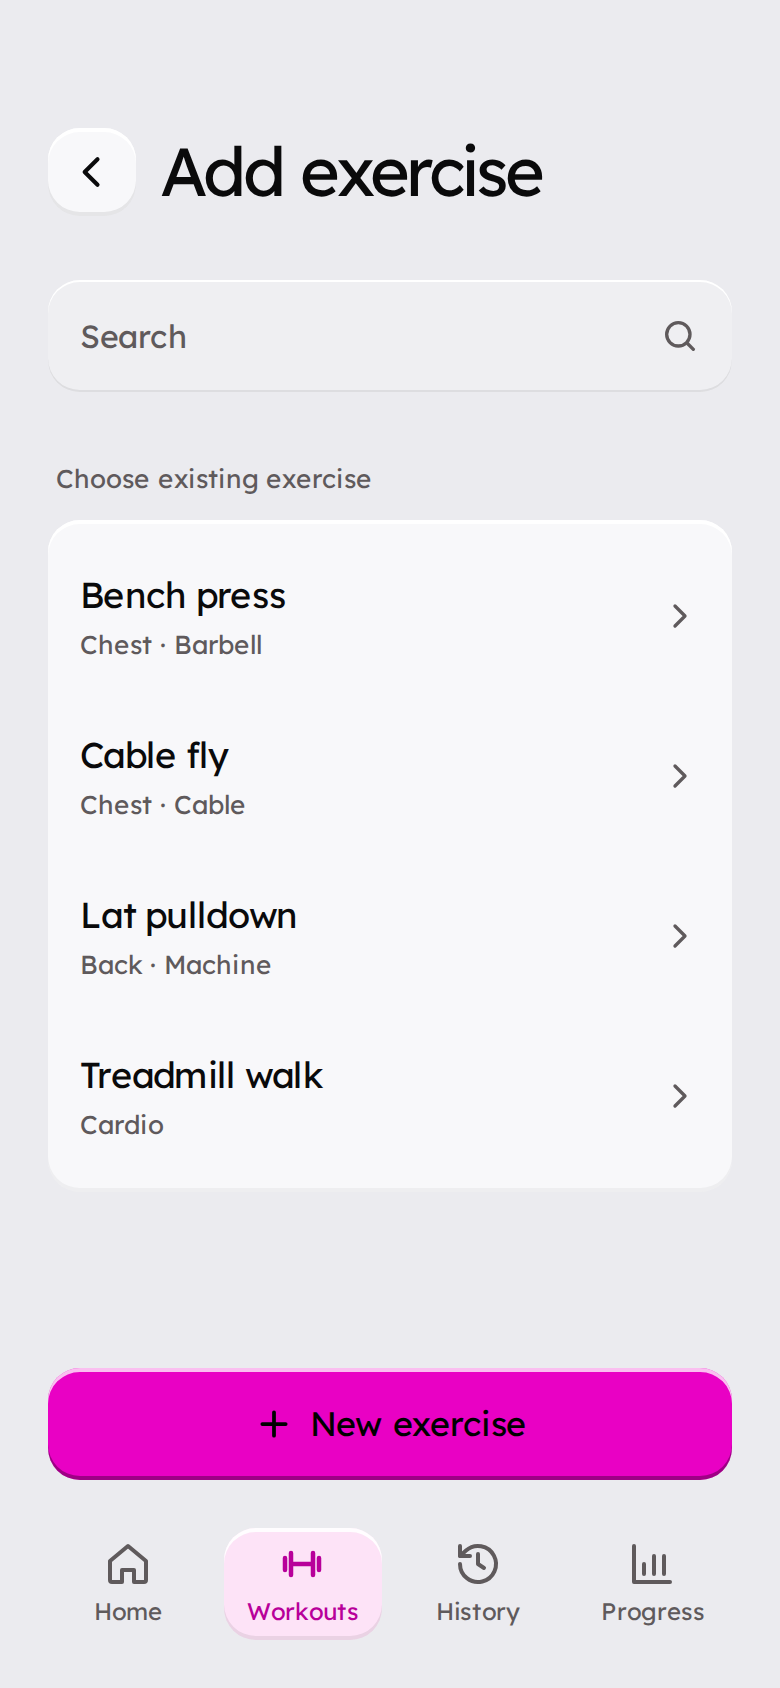 Add exercise
Search
Choose existing exercise
Bench press
Chest · Barbell
Cable fly
Chest · Cable
Lat pulldown
Back · Machine
Treadmill walk
Cardio
New exercise
Home
Workouts
History
Progress